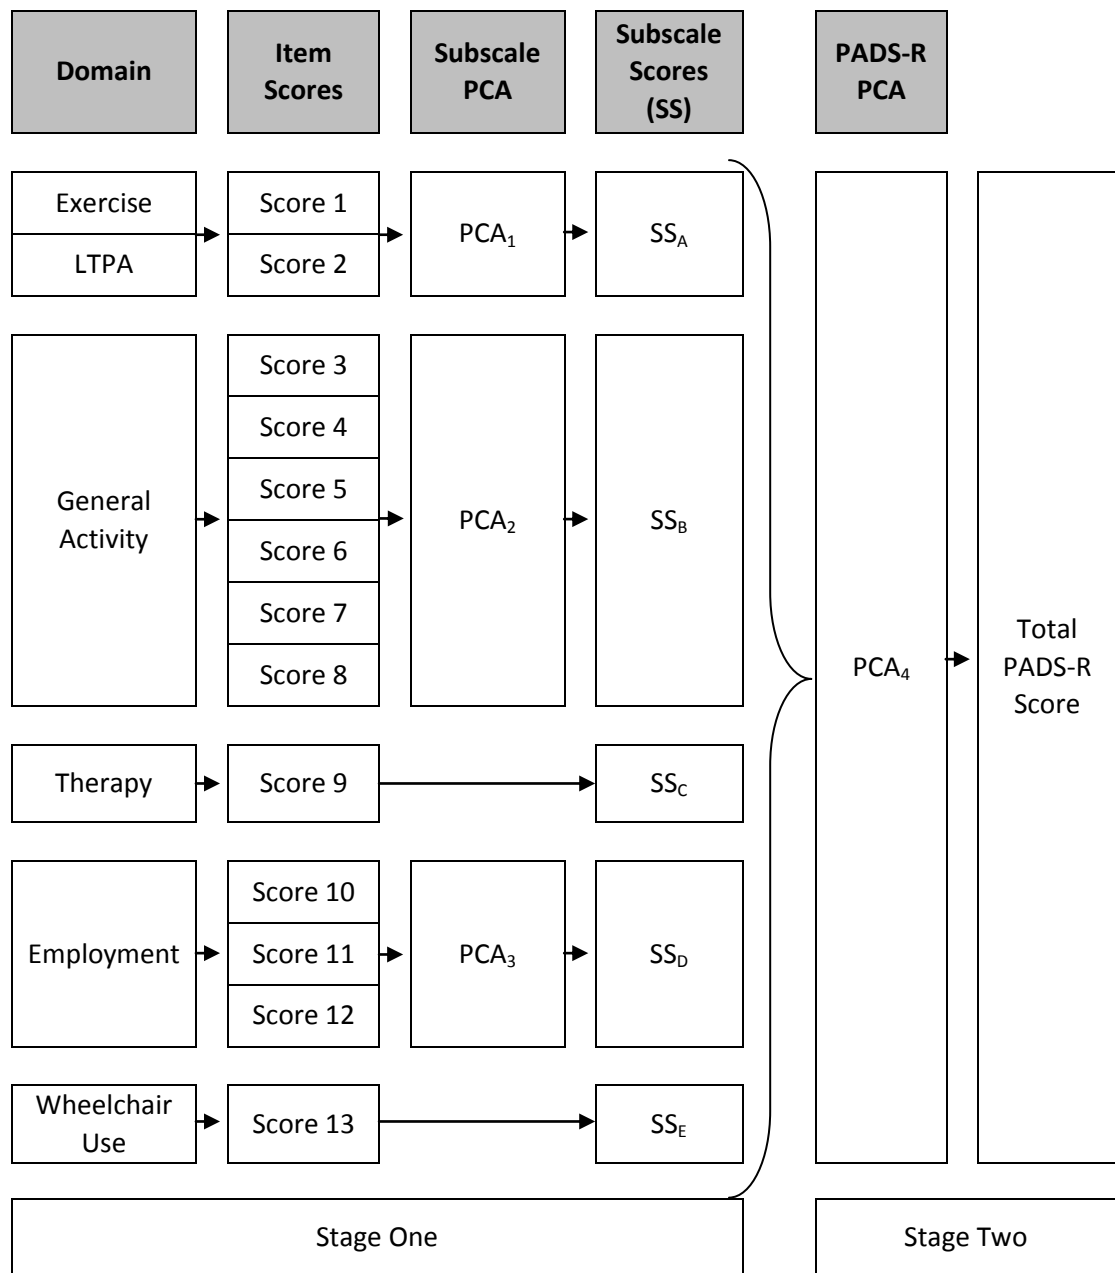 Domain
Item
Scores
Subscale
PCA
Subscale
Scores
(SS)
PADS-R
PCA
Exercise
LTPA
Score 1
Score 2
PCA1
SSA
General
Activity
Score 3
Score 4
Score 5
Score 6
Score 7
Score 8
PCA2
SSB
Therapy
Score 9
SSC
Employment
Score 10
Score 11
Score 12
PCA3
SSD
Wheelchair
Use
Score 13
SSE
PCA4
Total
PADS-R
Score
Stage One
Stage Two